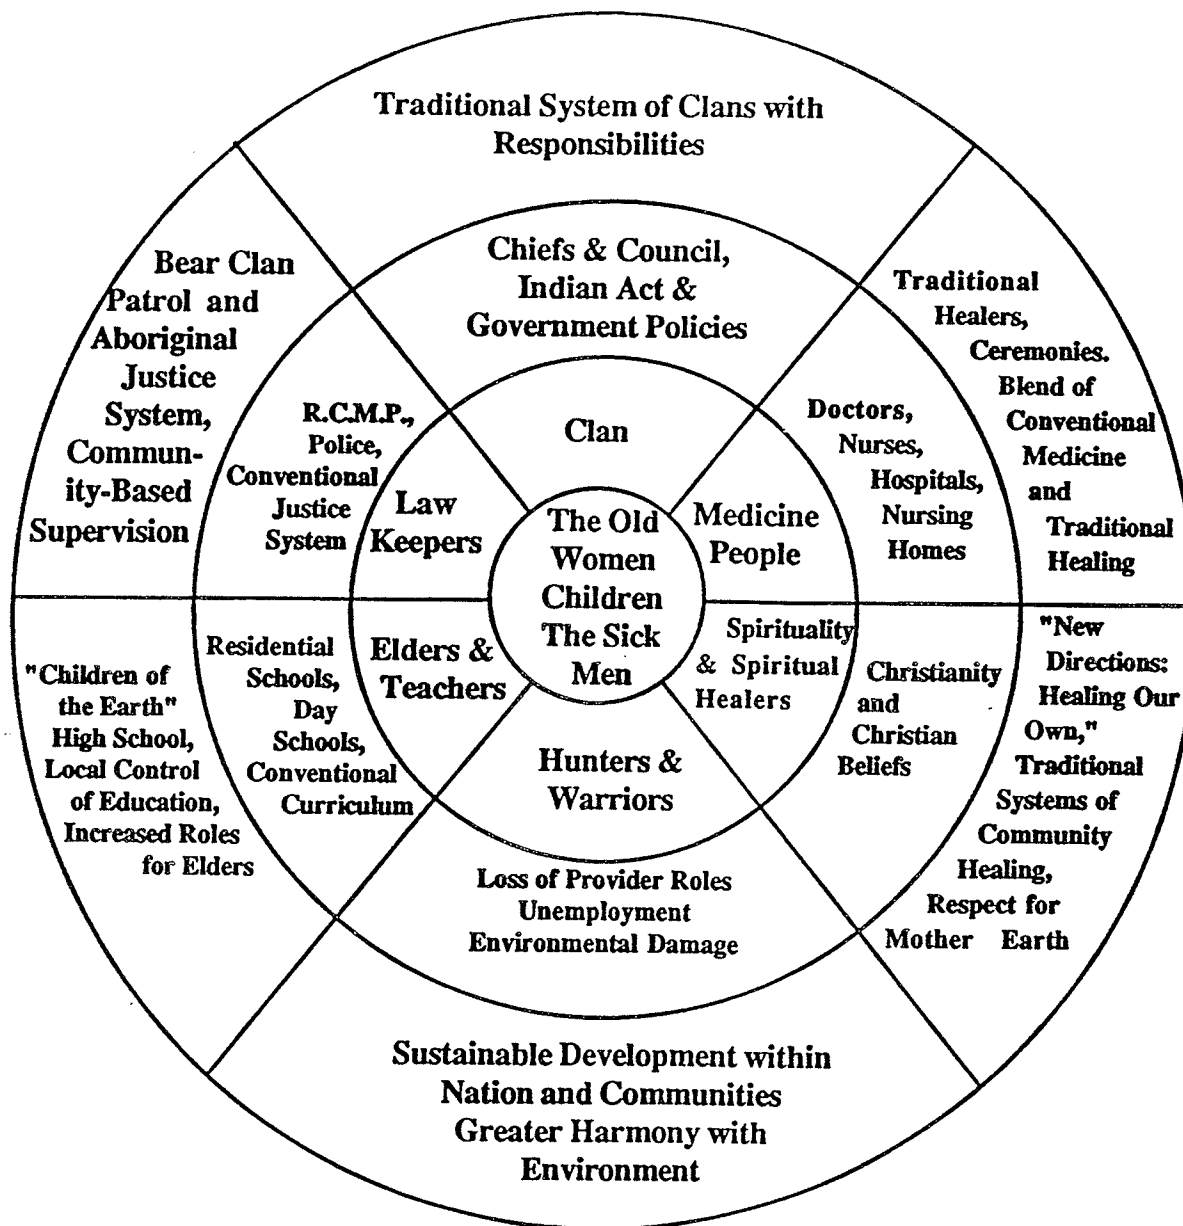 Traditional System of Clans with
Responsibilities
Chiefs & Council,
Indian Act &
Government Policies
Clan
Bear Clan
Patrol and
Aboriginal
Justice
System,
Commun-
ity-Based
Supervision
R.C.M.P.,
Police,
Conventional
Justice
System
Law
Keepers
The Old
Women
Children
The Sick
Men
Medicine
People
Doctors,
Nurses,
Hospitals,
Nursing
Homes
Traditional
Healers,
Ceremonies.
Blend of
Conventional
Medicine
and
Traditional
Healing
"Children of
the Earth"
High School,
Local Control
of Education,
Increased Roles
for Elders
Residential
Schools,
Day
Schools,
Conventional
Curriculum
Elders &
Teachers
Spirituality
& Spiritual
Healers
Christianity
and
Christian
Beliefs
"New
Directions:
Healing Our
Own,"
Traditional
Systems of
Community
Healing,
Respect for
Mother Earth
Hunters &
Warriors
Loss of Provider Roles
Unemployment
Environmental Damage
Sustainable Development within
Nation and Communities
Greater Harmony with
Environment